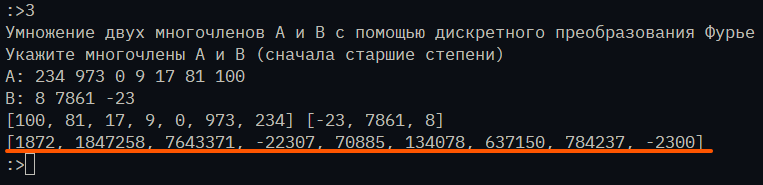 :>3
Умножение двух многочленов А и В с помощью дискретного преобразования Фурье
Укажите многочлены А и В (сначала старшие степени)
A: 234 973 0 9 17 81 100
B: 8 7861 -23
[100, 81, 17, 9, 0, 973, 234] [-23, 7861, 8]
[1872, 1847258, 7643371, -22307, 70885, 134078, 637150, 784237, -2300]
:>